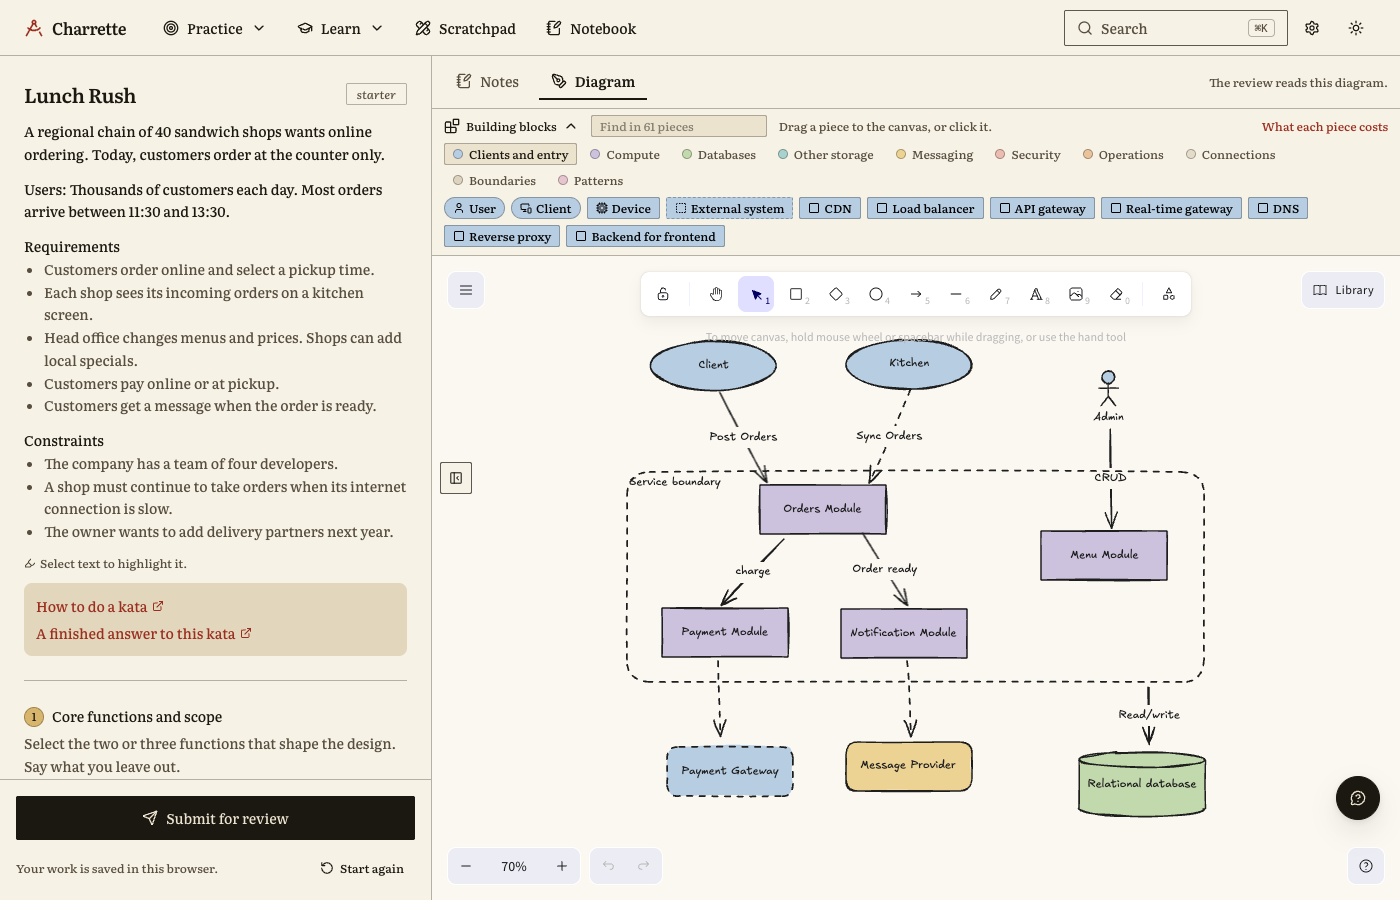 Charrette
Practice
Learn
Scratchpad
Notebook
Search
⌘K
Lunch Rush
starter
A regional chain of 40 sandwich shops wants online
ordering. Today, customers order at the counter only.
Users: Thousands of customers each day. Most orders
arrive between 11:30 and 13:30.
Requirements
• Customers order online and select a pickup time.
• Each shop sees its incoming orders on a kitchen
screen.
• Head office changes menus and prices. Shops can add
local specials.
• Customers pay online or at pickup.
• Customers get a message when the order is ready.
Constraints
• The company has a team of four developers.
• A shop must continue to take orders when its internet
connection is slow.
• The owner wants to add delivery partners next year.
Select text to highlight it.
How to do a kata
A finished answer to this kata
1 Core functions and scope
Select the two or three functions that shape the design.
Say what you leave out.
Submit for review
Your work is saved in this browser.
Start again
Notes
Diagram
The review reads this diagram.
Building blocks
Find in 61 pieces
Drag a piece to the canvas, or click it.
What each piece costs
Clients and entry
Compute
Databases
Other storage
Messaging
Security
Operations
Connections
Boundaries
Patterns
User
Client
Device
External system
CDN
Load balancer
API gateway
Real-time gateway
DNS
Reverse proxy
Backend for frontend
1
2
3
4
5
6
7
A 8
9
0
Library
To move canvas, hold mouse wheel or spacebar while dragging, or use the hand tool
Client
Kitchen
Admin
Post Orders
Sync Orders
CRUD
Service boundary
Orders Module
Menu Module
charge
Order ready
Payment Module
Notification Module
Read/write
Payment Gateway
Message Provider
Relational database
70%